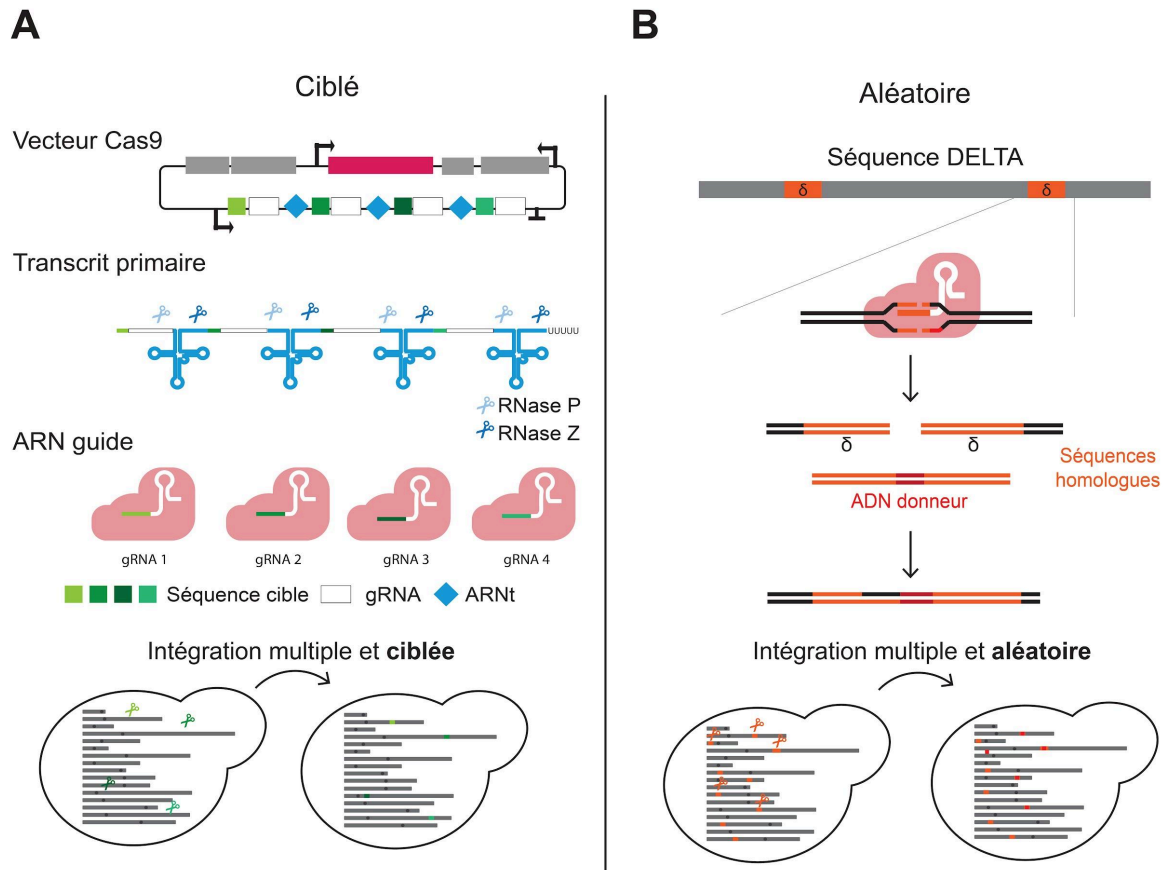 A
Ciblé
Vecteur Cas9
Transcrit primaire
UUUUU
RNase P
RNase Z
ARN guide
gRNA 1
gRNA 2
gRNA 3
gRNA 4
Séquence cible
gRNA
ARNt
Intégration multiple et ciblée
B
Aléatoire
Séquence DELTA
δ
δ
δ
δ
Séquences
homologues
ADN donneur
Intégration multiple et aléatoire